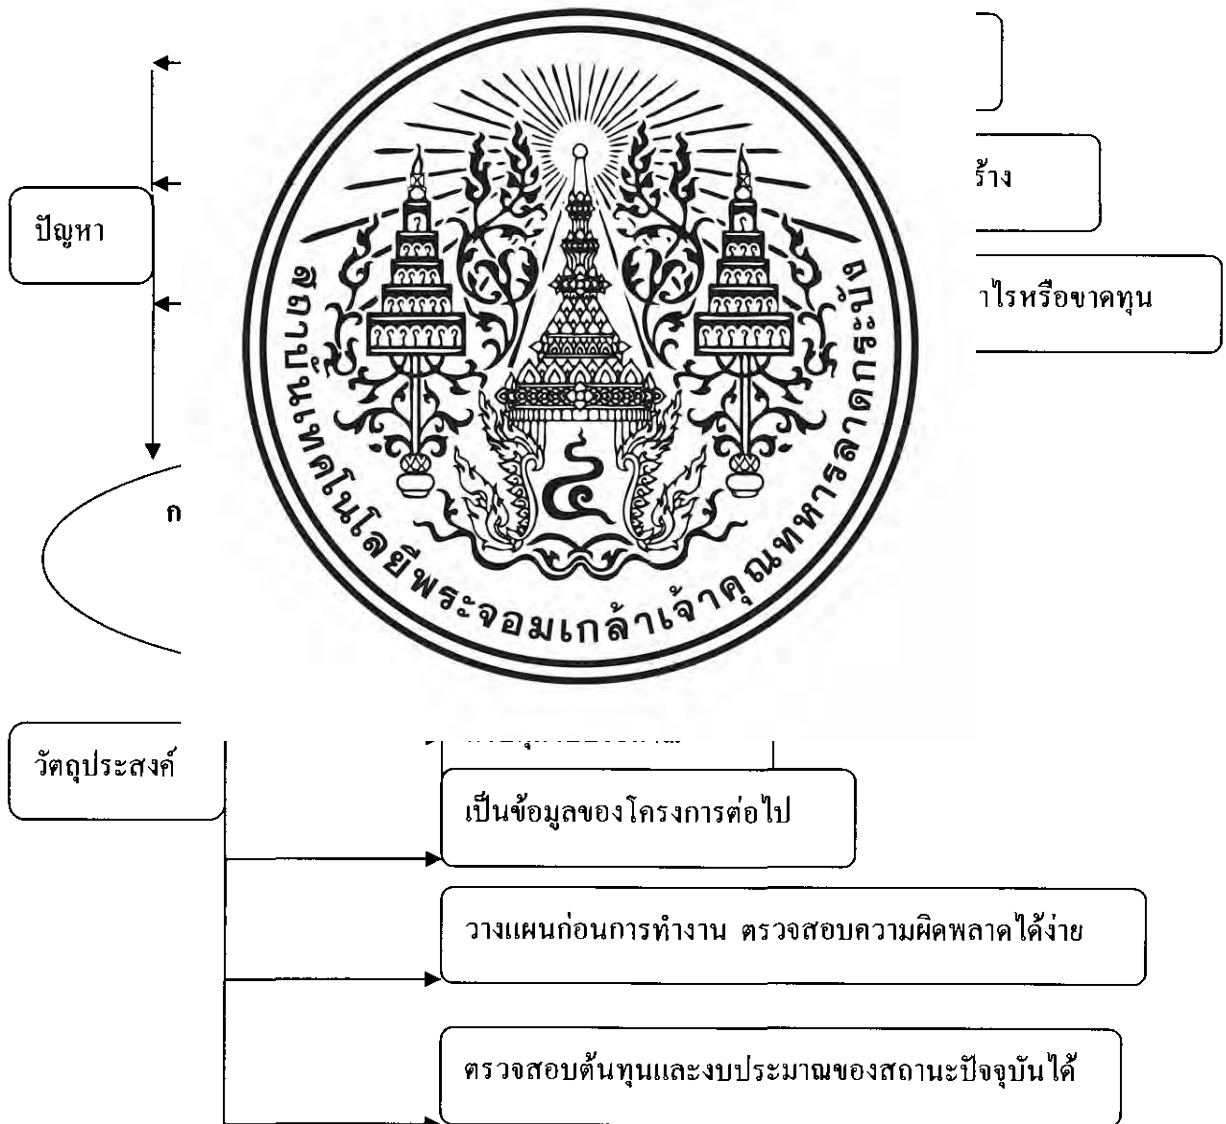 ร้าง
ปัญหา
าไรหรือขาดทุน
สถาบันเทคโนโลยีพระจอมเกล้าเจ้าคุณทหารลาดกระบัง
๔
ก
วัตถุประสงค์
เป็นข้อมูลของโครงการต่อไป
วางแผนก่อนการทำงาน ตรวจสอบความผิดพลาดได้ง่าย
ตรวจสอบต้นทุนและงบประมาณของสถานะปัจจุบันได้